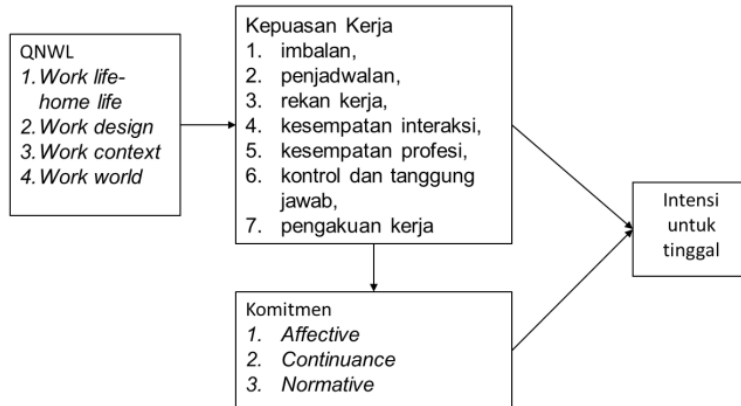 QNWL
1. Work life-
home life
2. Work design
3. Work context
4. Work world
Kepuasan Kerja
1. imbalan,
2. penjadwalan,
3. rekan kerja,
4. kesempatan interaksi,
5. kesempatan profesi,
6. kontrol dan tanggung
jawab,
7. pengakuan kerja
Komitmen
1. Affective
2. Continuance
3. Normative
Intensi
untuk
tinggal